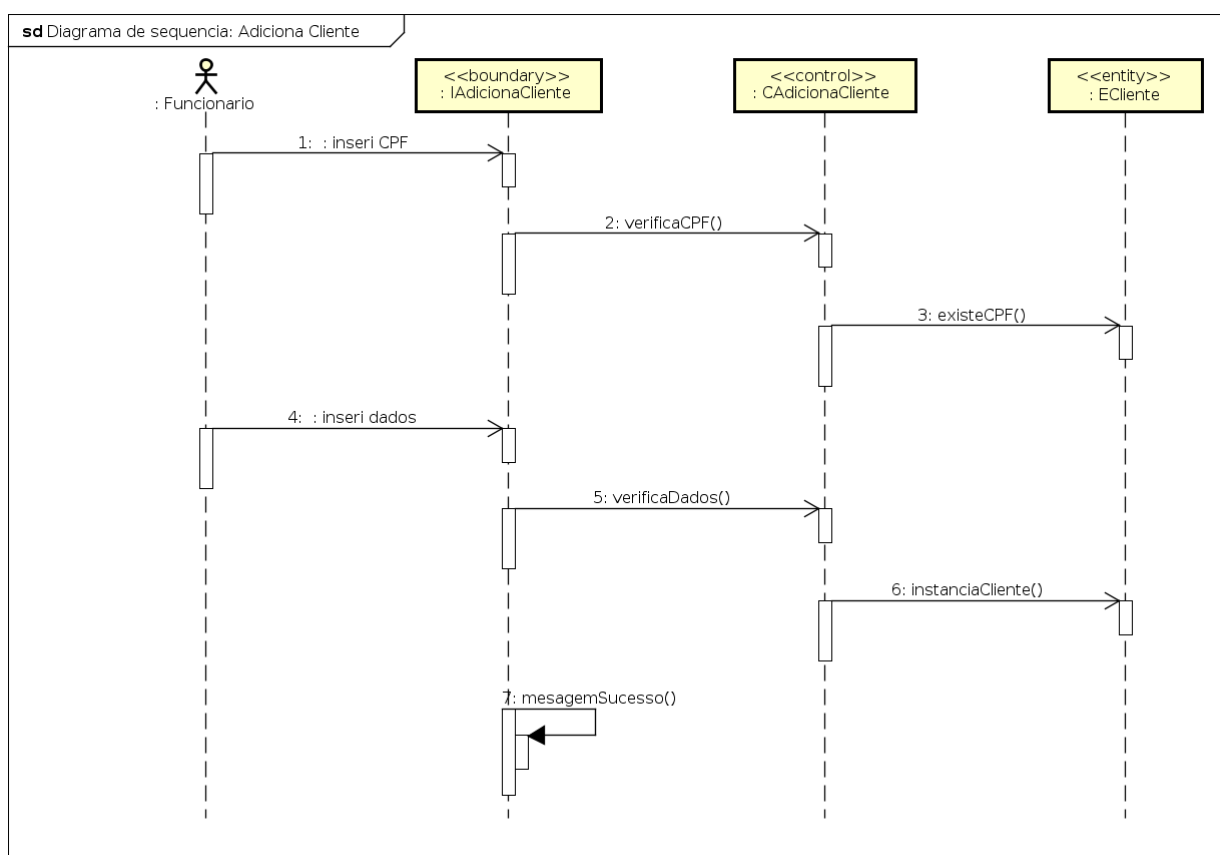 sd Diagrama de sequencia: Adiciona Cliente
: Funcionario
<<boundary>>
: IAdicionaCliente
<<control>>
: CAdicionaCliente
<<entity>>
: ECliente
1: : inseri CPF
2: verificaCPF()
3: existeCPF()
4: : inseri dados
5: verificaDados()
6: instanciaCliente()
7: mesagemSucesso()